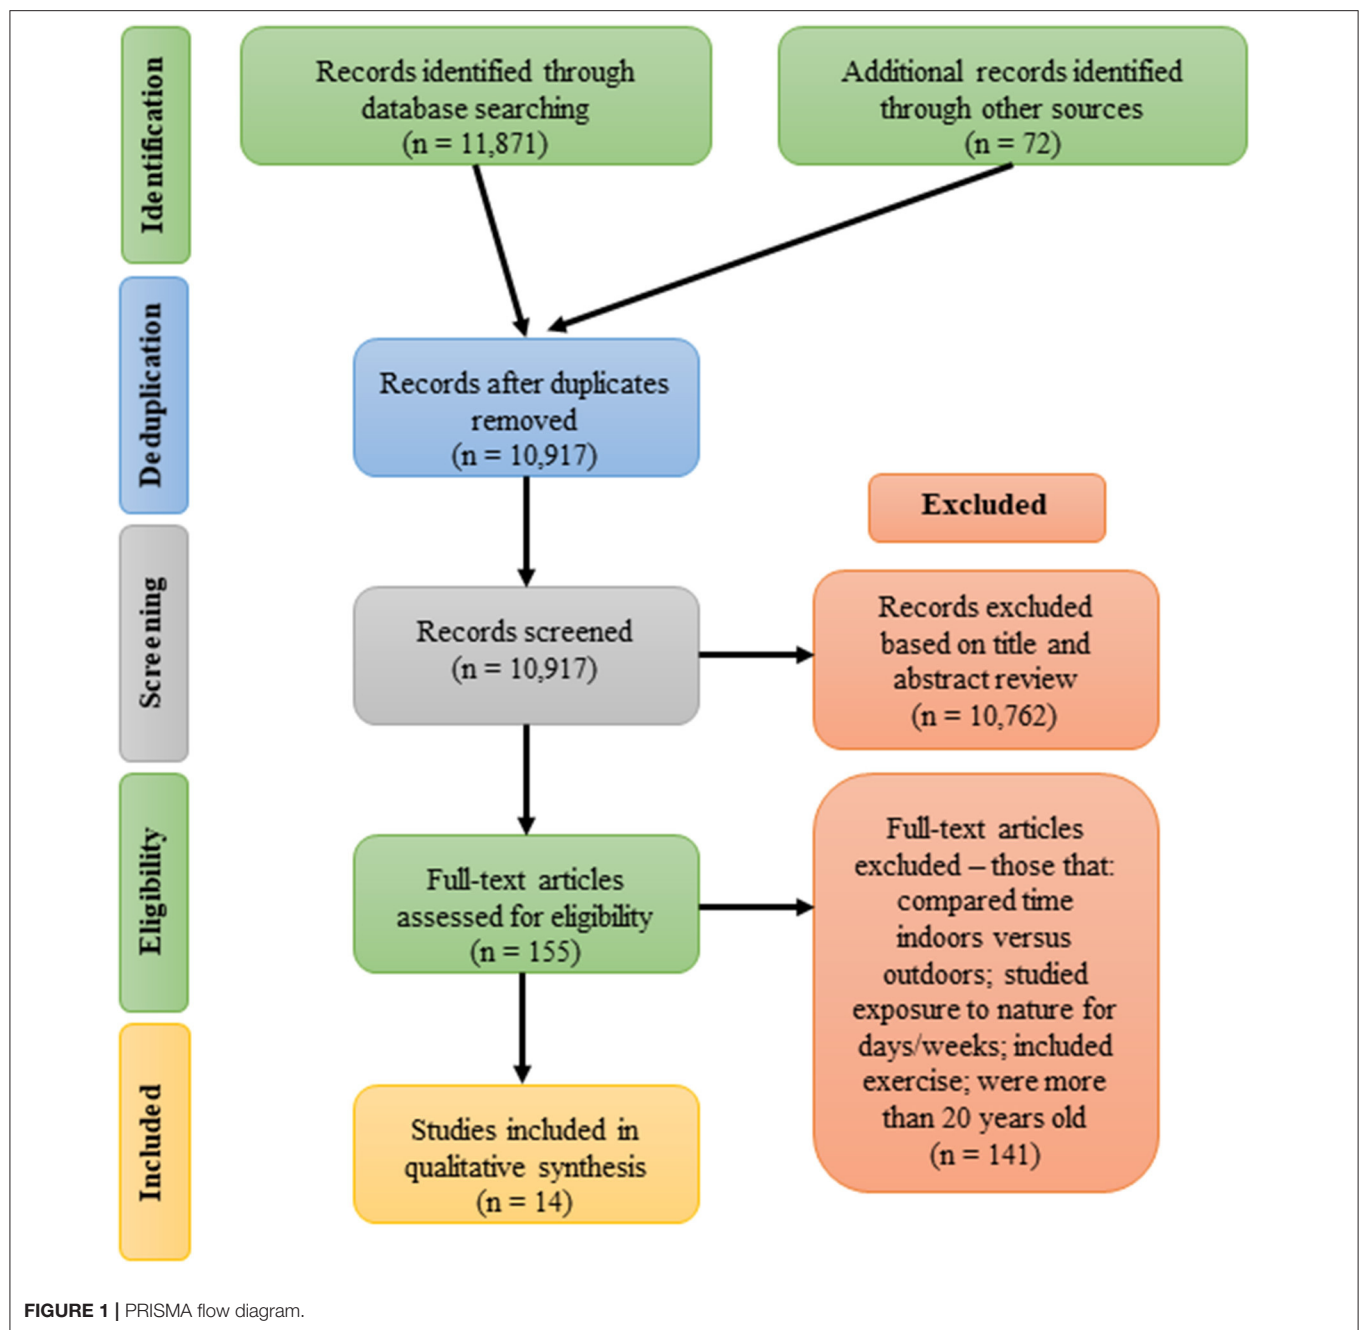 Identification
Records identified through
database searching
(n = 11,871)
Additional records identified
through other sources
(n = 72)
Deduplication
Records after duplicates
removed
(n = 10,917)
Excluded
Screening
Records screened
(n = 10,917)
Records excluded
based on title and
abstract review
(n = 10,762)
Eligibility
Full-text articles
assessed for eligibility
(n = 155)
Full-text articles
excluded – those that:
compared time
indoors versus
outdoors; studied
exposure to nature for
days/weeks; included
exercise; were more
than 20 years old
(n = 141)
Included
Studies included in
qualitative synthesis
(n = 14)
FIGURE 1 | PRISMA flow diagram.